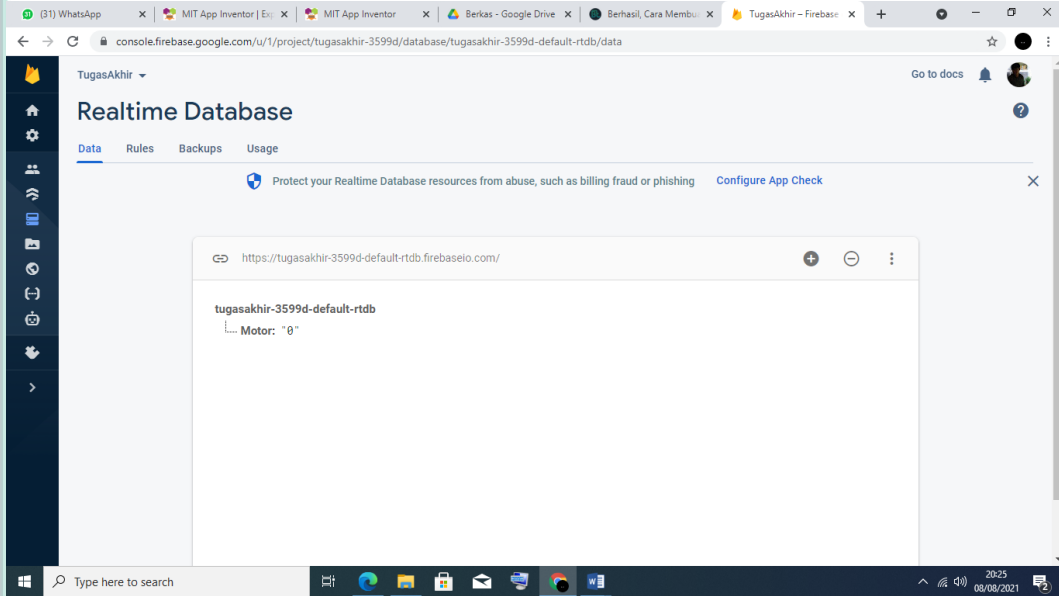 (31) WhatsApp
MIT App Inventor | Exp
MIT App Inventor
Berkas - Google Drive
Berhasil, Cara Membu
TugasAkhir – Firebase
console.firebase.google.com/u/1/project/tugasakhir-3599d/database/tugasakhir-3599d-default-rtdb/data
TugasAkhir
Go to docs
Realtime Database
Data Rules Backups Usage
Protect your Realtime Database resources from abuse, such as billing fraud or phishing Configure App Check
https://tugasakhir-3599d-default-rtdb.firebaseio.com/
tugasakhir-3599d-default-rtdb
Motor: "0"
Type here to search
20:25
08/08/2021
2